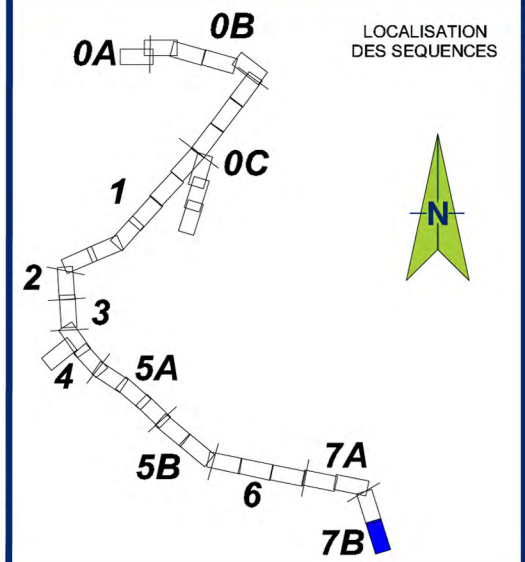 LOCALISATION
DES SEQUENCES
0A
0B
0C
1
N
2
3
4
5A
5B
6
7A
7B